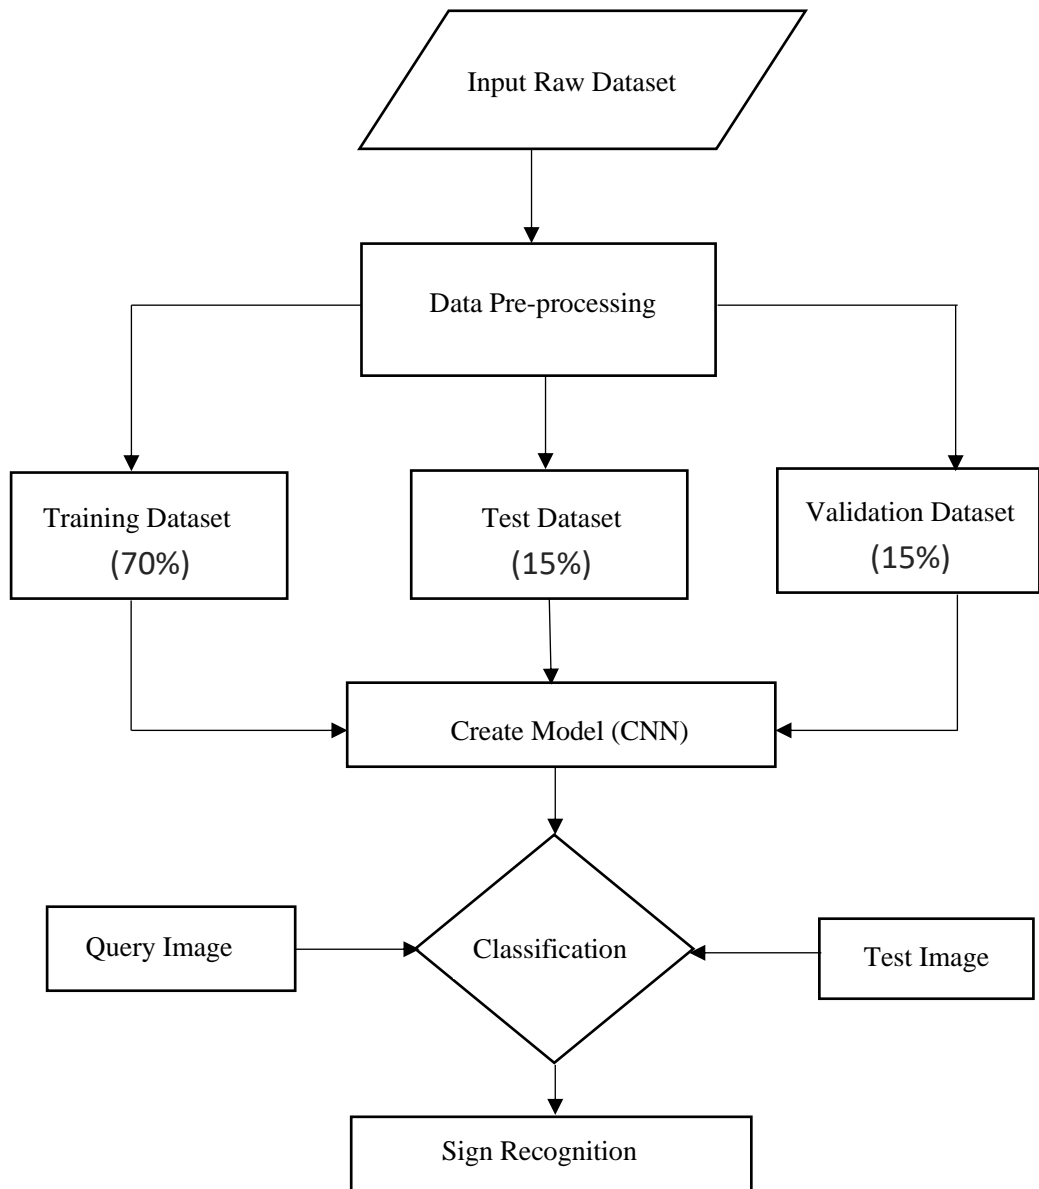 Input Raw Dataset
Data Pre-processing
Training Dataset
(70%)
Test Dataset
(15%)
Validation Dataset
(15%)
Create Model (CNN)
Query Image
Classification
Test Image
Sign Recognition